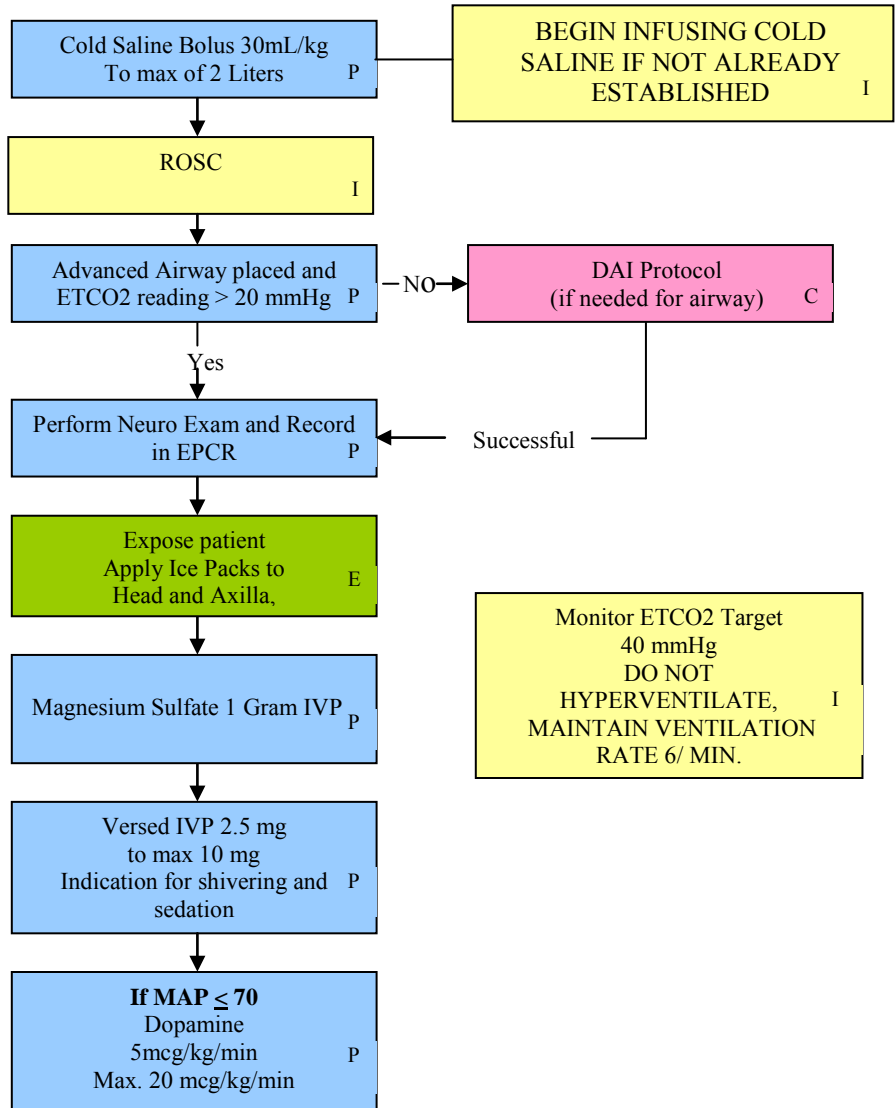 Cold Saline Bolus 30mL/kg
To max of 2 Liters
P
BEGIN INFUSING COLD
SALINE IF NOT ALREADY
ESTABLISHED
I
ROSC
I
Advanced Airway placed and
ETCO2 reading > 20 mmHg
P
No
DAI Protocol
(if needed for airway)
C
Yes
Perform Neuro Exam and Record
in EPCR
P
Successful
Expose patient
Apply Ice Packs to
Head and Axilla,
E
Monitor ETCO2 Target
40 mmHg
DO NOT
HYPERVENTILATE,
MAINTAIN VENTILATION
RATE 6/ MIN.
I
Magnesium Sulfate 1 Gram IVP
P
Versed IVP 2.5 mg
to max 10 mg
Indication for shivering and
sedation
P
If MAP ≤ 70
Dopamine
5mcg/kg/min
Max. 20 mcg/kg/min
P